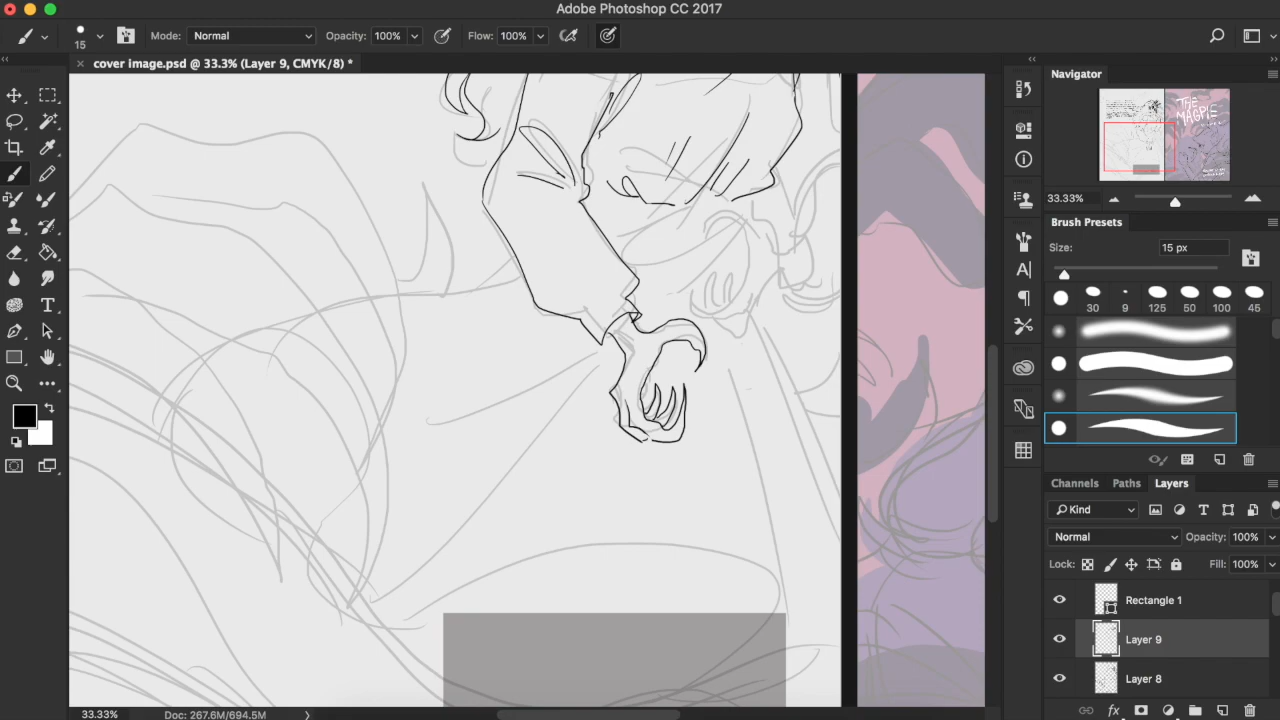 Adobe Photoshop CC 2017
15 Mode: Normal Opacity: 100% Flow: 100%
cover image.psd @ 33.3% (Layer 9, CMYK/8) *
Navigator
THE
MAGPIE
33.33%
Brush Presets
Size: 15 px
30 9 125 50 100 45
Channels Paths Layers
Kind
Normal Opacity: 100%
Lock: Fill: 100%
Rectangle 1
Layer 9
Layer 8
fx
33.33% Doc: 267.6M/694.5M